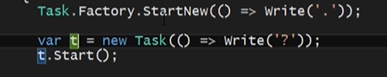 Task.Factory.StartNew(() => Write('.'));
var t = new Task(() => Write('?'));
t.Start();